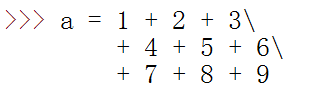 >>> a = 1 + 2 + 3\
+ 4 + 5 + 6\
+ 7 + 8 + 9